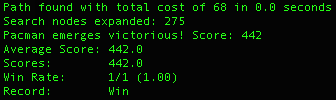 Path found with total cost of 68 in 0.0 seconds
Search nodes expanded: 275
Pacman emerges victorious! Score: 442
Average Score: 442.0
Scores:        442.0
Win Rate:      1/1 (1.00)
Record:        Win